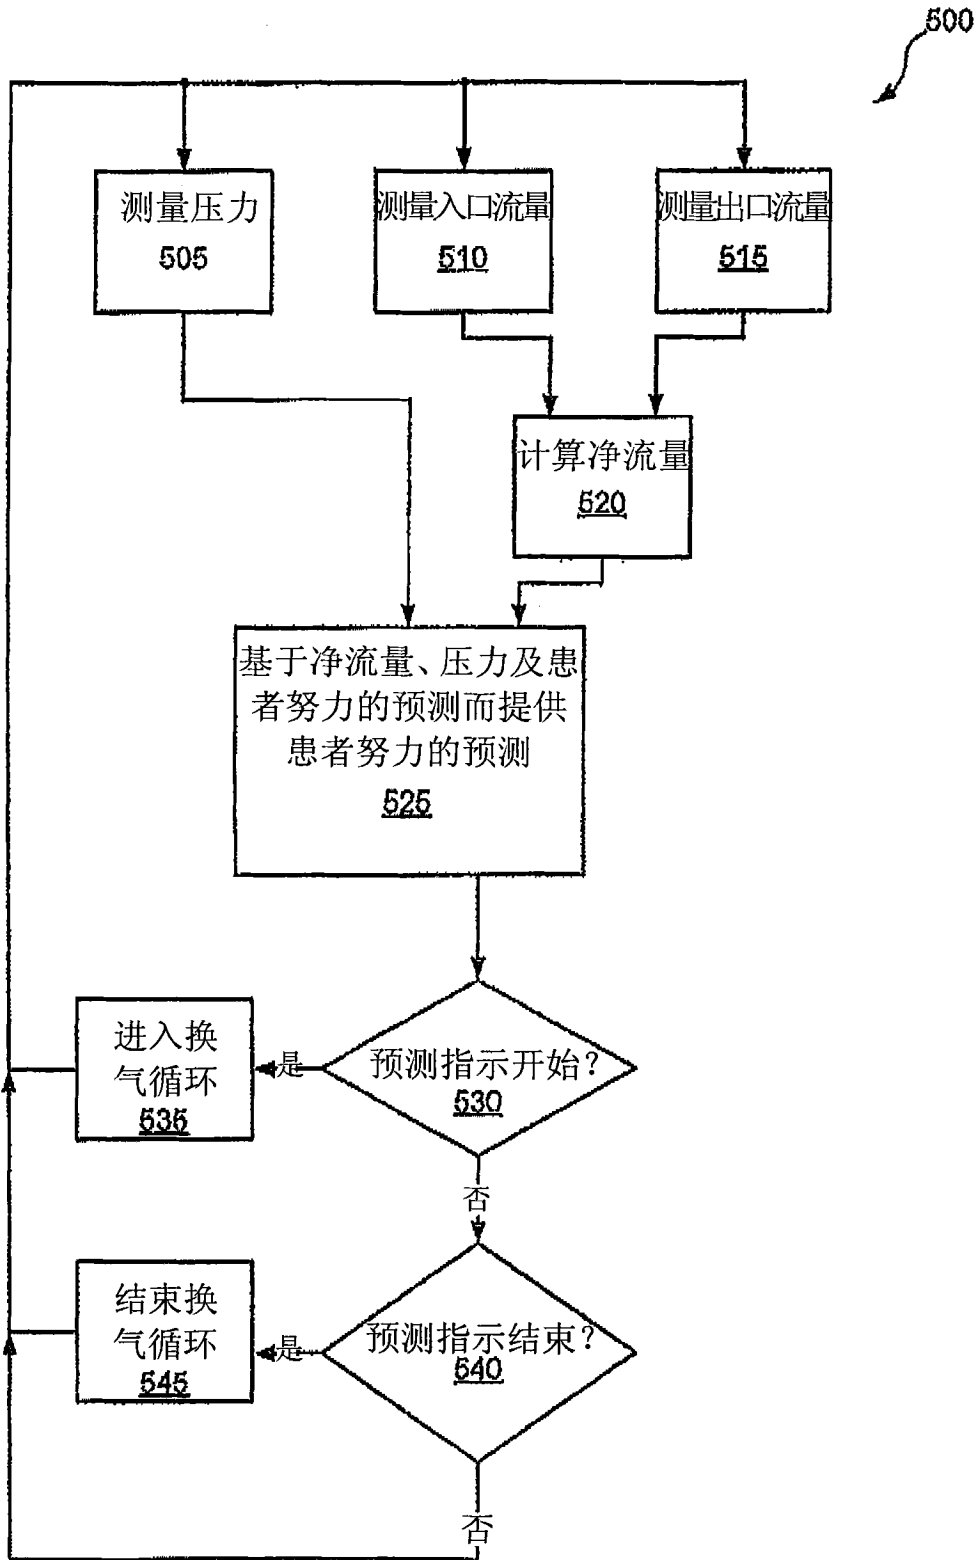 500
测量压力
505
测量入口流量
510
测量出口流量
515
计算净流量
520
基于净流量、压力及患
者努力的预测而提供
患者努力的预测
525
预测指示开始？
530
是
进入换
气循环
535
否
预测指示结束？
540
是
结束换
气循环
545
否